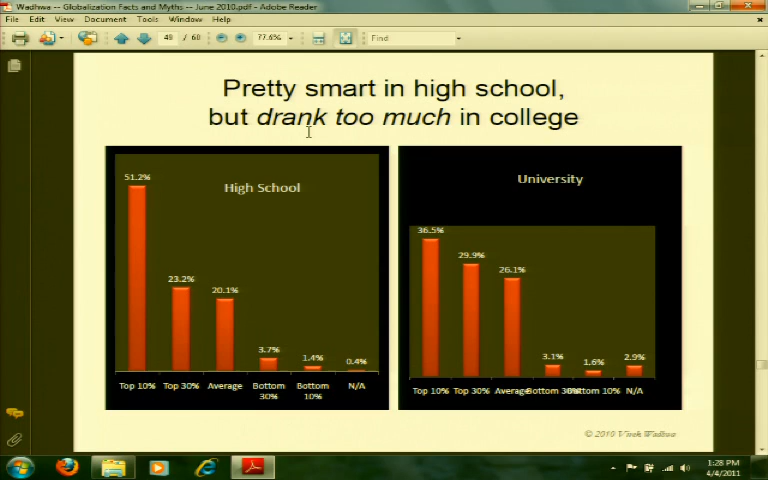 Wadhwa -- Globalization Facts and Myths -- June 2010.pdf - Adobe Reader
File Edit View Document Tools Window Help
48 / 60 77.6% Find
Pretty smart in high school,
but drank too much in college
High School
51.2%
23.2%
20.1%
3.7%
1.4%
0.4%
Top 10% Top 30% Average Bottom 30% Bottom 10% N/A
University
36.5%
29.9%
26.1%
3.1%
1.6%
2.9%
Top 10% Top 30% Average Bottom 30% Bottom 10% N/A
© 2010 Vivek Wadhwa
1:28 PM
4/4/2011